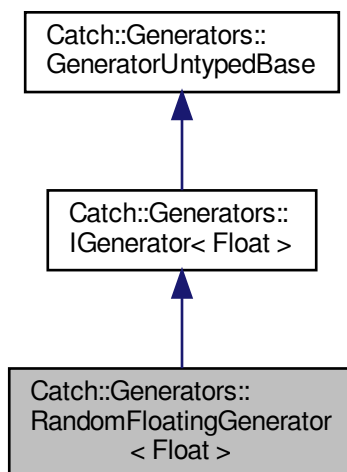 Catch::Generators::
GeneratorUntypedBase
Catch::Generators::
IGenerator< Float >
Catch::Generators::
RandomFloatingGenerator
< Float >